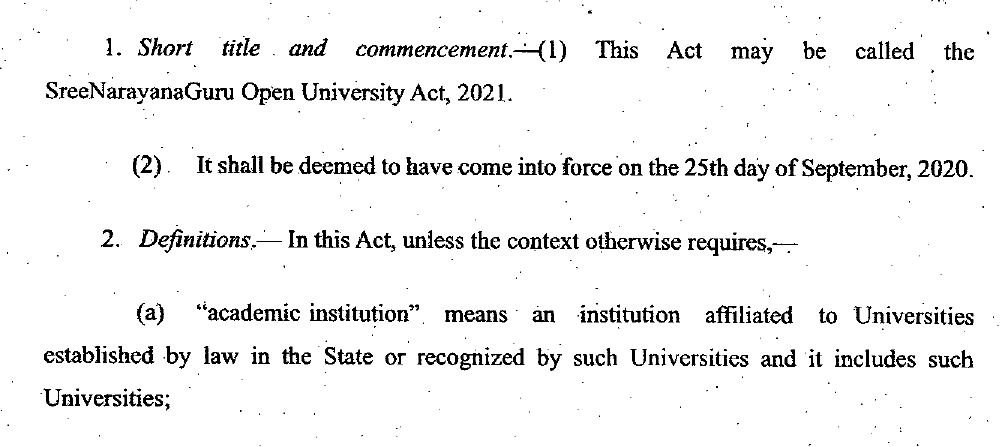 1. Short title and commencement.—(1) This Act may be called the
SreeNarayanaGuru Open University Act, 2021.
(2) It shall be deemed to have come into force on the 25th day of September, 2020.
2. Definitions.— In this Act, unless the context otherwise requires,—
(a) “academic institution” means an institution affiliated to Universities
established by law in the State or recognized by such Universities and it includes such
Universities;